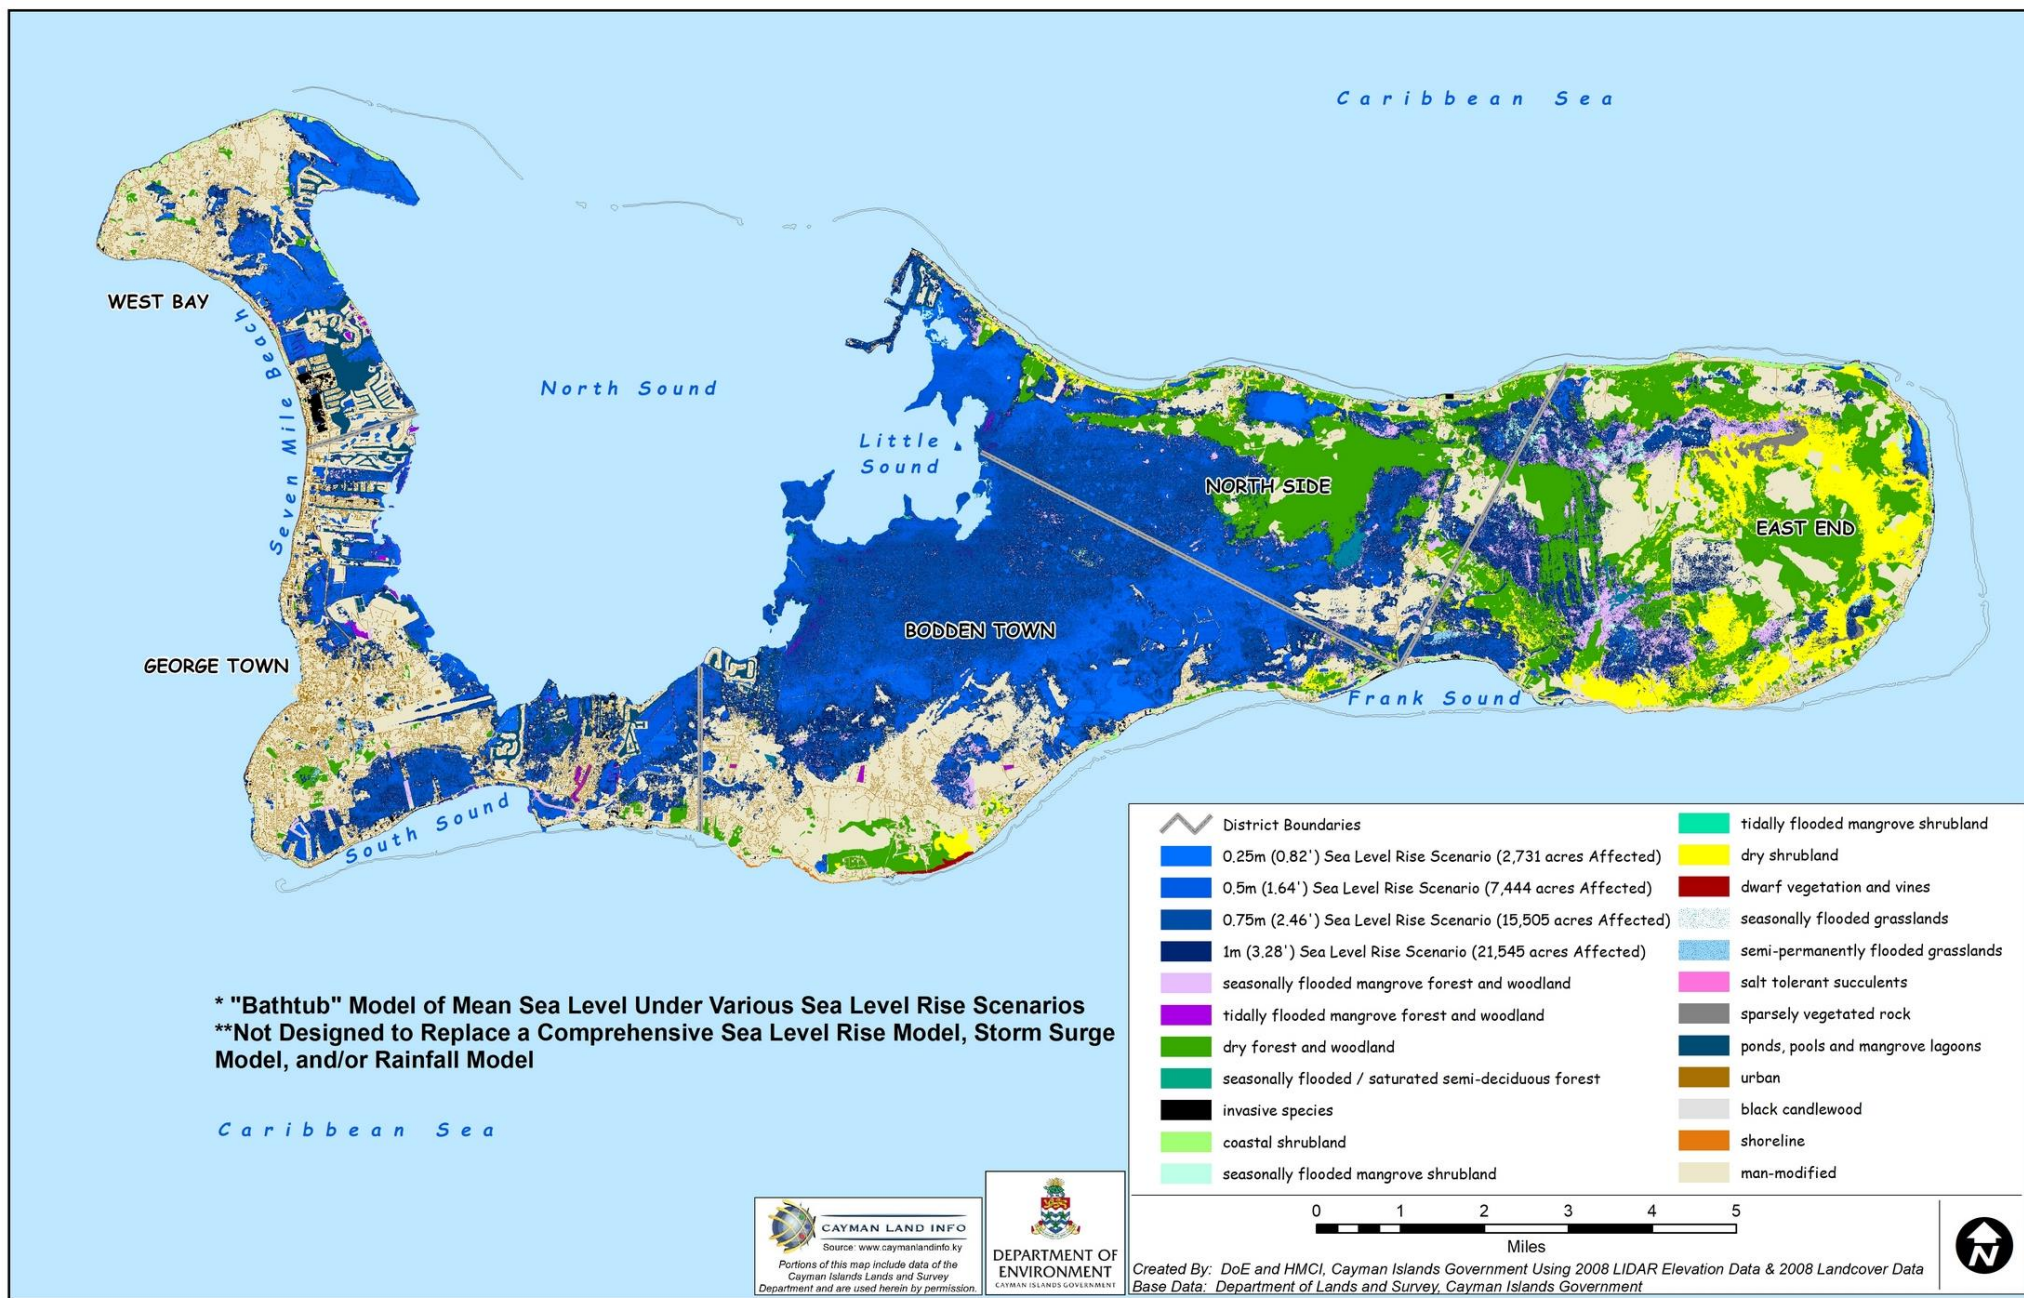 Caribbean Sea
WEST BAY
Seven Mile Beach
North Sound
Little
Sound
NORTH SIDE
EAST END
BODDEN TOWN
GEORGE TOWN
Frank Sound
South Sound
* "Bathtub" Model of Mean Sea Level Under Various Sea Level Rise Scenarios
**Not Designed to Replace a Comprehensive Sea Level Rise Model, Storm Surge
Model, and/or Rainfall Model
Caribbean Sea
District Boundaries
0.25m (0.82') Sea Level Rise Scenario (2,731 acres Affected)
0.5m (1.64') Sea Level Rise Scenario (7,444 acres Affected)
0.75m (2.46') Sea Level Rise Scenario (15,505 acres Affected)
1m (3.28') Sea Level Rise Scenario (21,545 acres Affected)
seasonally flooded mangrove forest and woodland
tidally flooded mangrove forest and woodland
dry forest and woodland
seasonally flooded / saturated semi-deciduous forest
invasive species
coastal shrubland
seasonally flooded mangrove shrubland
tidally flooded mangrove shrubland
dry shrubland
dwarf vegetation and vines
seasonally flooded grasslands
semi-permanently flooded grasslands
salt tolerant succulents
sparsely vegetated rock
ponds, pools and mangrove lagoons
urban
black candlewood
shoreline
man-modified
0 1 2 3 4 5
Miles
N
CAYMAN LAND INFO
Source: www.caymanlandinfo.ky
Portions of this map include data of the
Cayman Islands Lands and Survey
Department and are used herein by permission.
DEPARTMENT OF
ENVIRONMENT
CAYMAN ISLANDS GOVERNMENT
Created By: DoE and HMCI, Cayman Islands Government Using 2008 LIDAR Elevation Data & 2008 Landcover Data
Base Data: Department of Lands and Survey, Cayman Islands Government